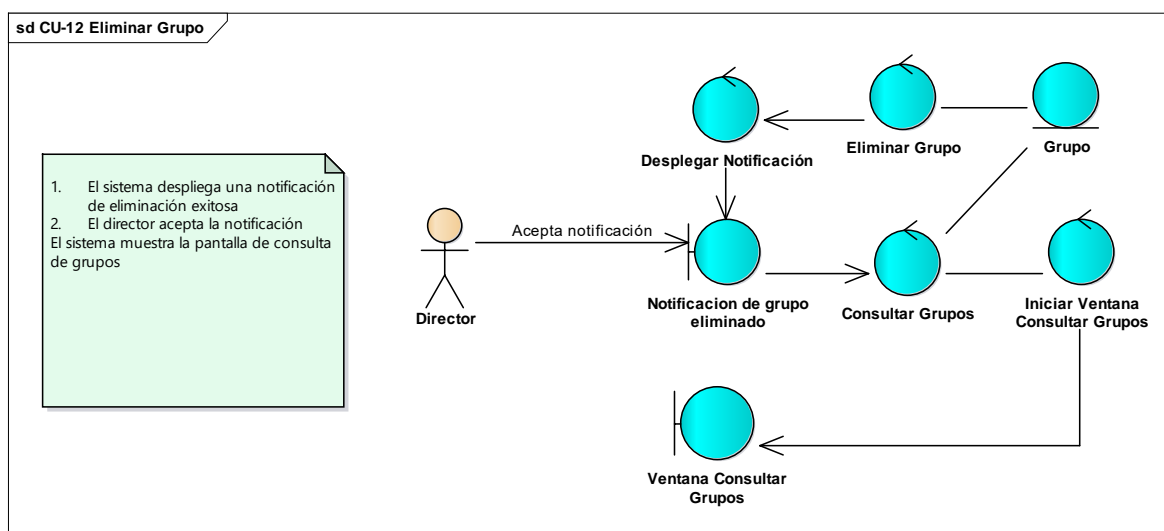 sd CU-12 Eliminar Grupo
1. El sistema despliega una notificación
de eliminación exitosa
2. El director acepta la notificación
El sistema muestra la pantalla de consulta
de grupos
Desplegar Notificación
Eliminar Grupo
Grupo
Acepta notificación
Director
Notificacion de grupo
eliminado
Consultar Grupos
Iniciar Ventana
Consultar Grupos
Ventana Consultar
Grupos